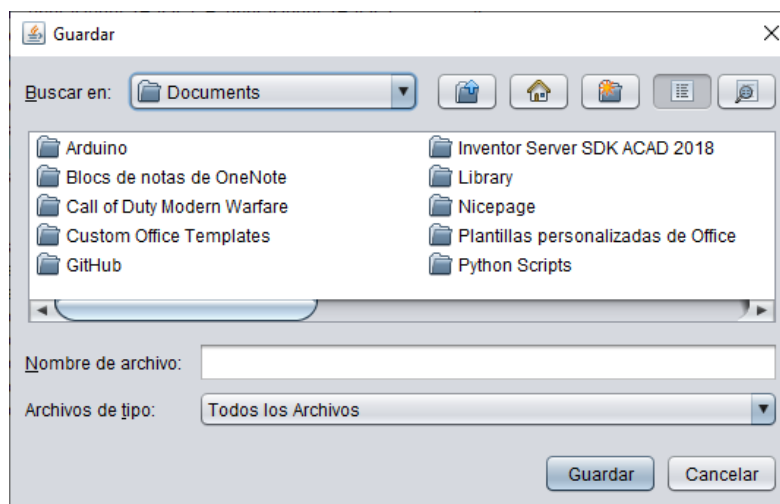 Guardar
Buscar en: Documents
Arduino
Inventor Server SDK ACAD 2018
Blocs de notas de OneNote
Library
Call of Duty Modern Warfare
Nicepage
Custom Office Templates
Plantillas personalizadas de Office
GitHub
Python Scripts
Nombre de archivo:
Archivos de tipo: Todos los Archivos
Guardar Cancelar